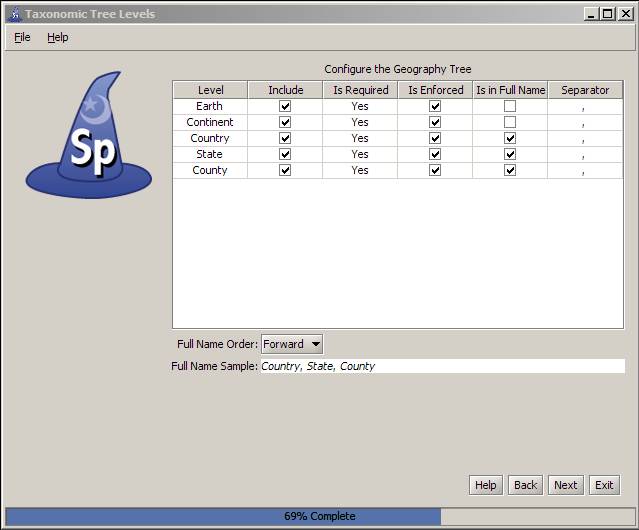 Taxonomic Tree Levels
File Help
Sp
Configure the Geography Tree
Level Include Is Required Is Enforced Is in Full Name Separator
Earth Yes ,
Continent Yes ,
Country Yes ,
State Yes ,
County Yes ,
Full Name Order: Forward
Full Name Sample: Country, State, County
Help Back Next Exit
69% Complete